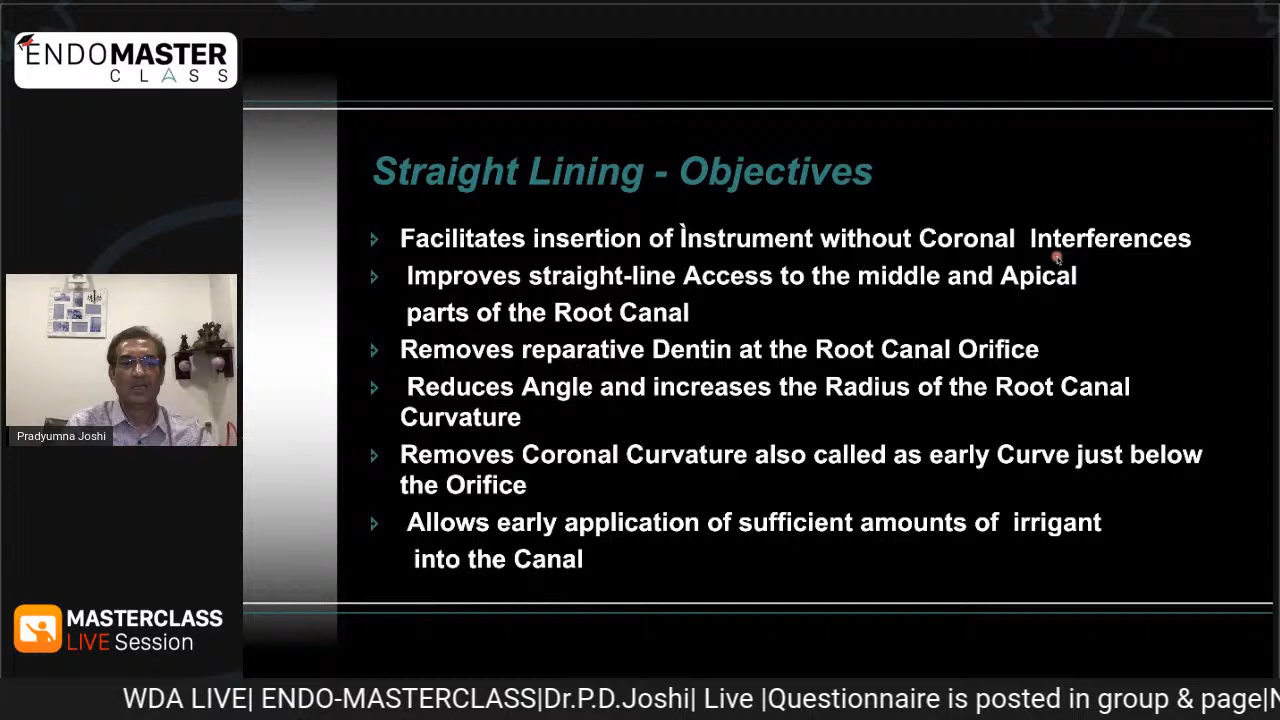 ENDOMASTER
CLASS
Straight Lining - Objectives
Facilitates insertion of Ìnstrument without Coronal Interferences
Improves straight-line Access to the middle and Apical
parts of the Root Canal
Removes reparative Dentin at the Root Canal Orifice
Reduces Angle and increases the Radius of the Root Canal
Curvature
Removes Coronal Curvature also called as early Curve just below
the Orifice
Allows early application of sufficient amounts of irrigant
into the Canal
Pradyumna Joshi
MASTERCLASS
LIVE Session
WDA LIVE| ENDO-MASTERCLASS|Dr.P.D.Joshi| Live |Questionnaire is posted in group & page|